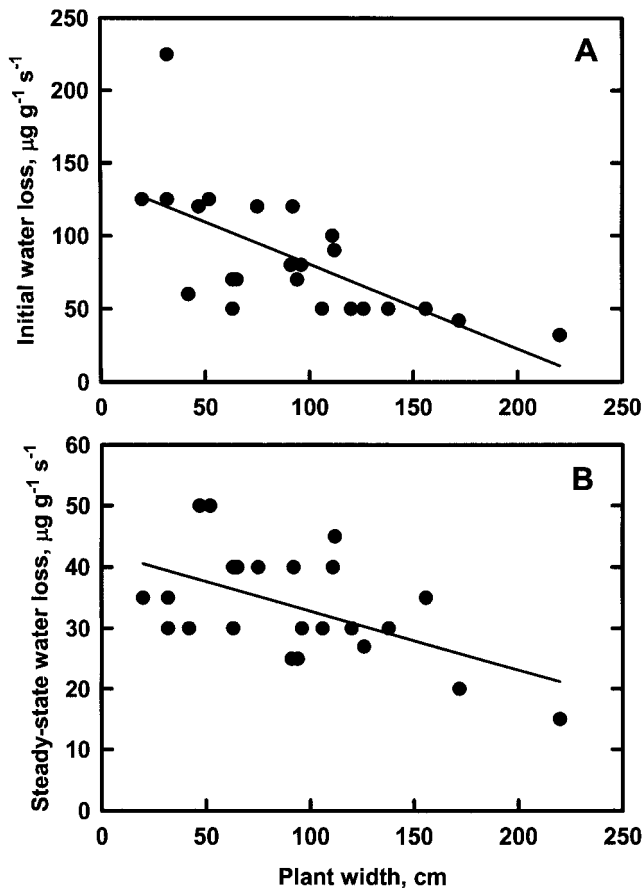 A
Initial water loss, µg g⁻¹ s⁻¹
250
200
150
100
50
0
0 50 100 150 200 250
B
Steady-state water loss, µg g⁻¹ s⁻¹
60
50
40
30
20
10
0
0 50 100 150 200 250
Plant width, cm